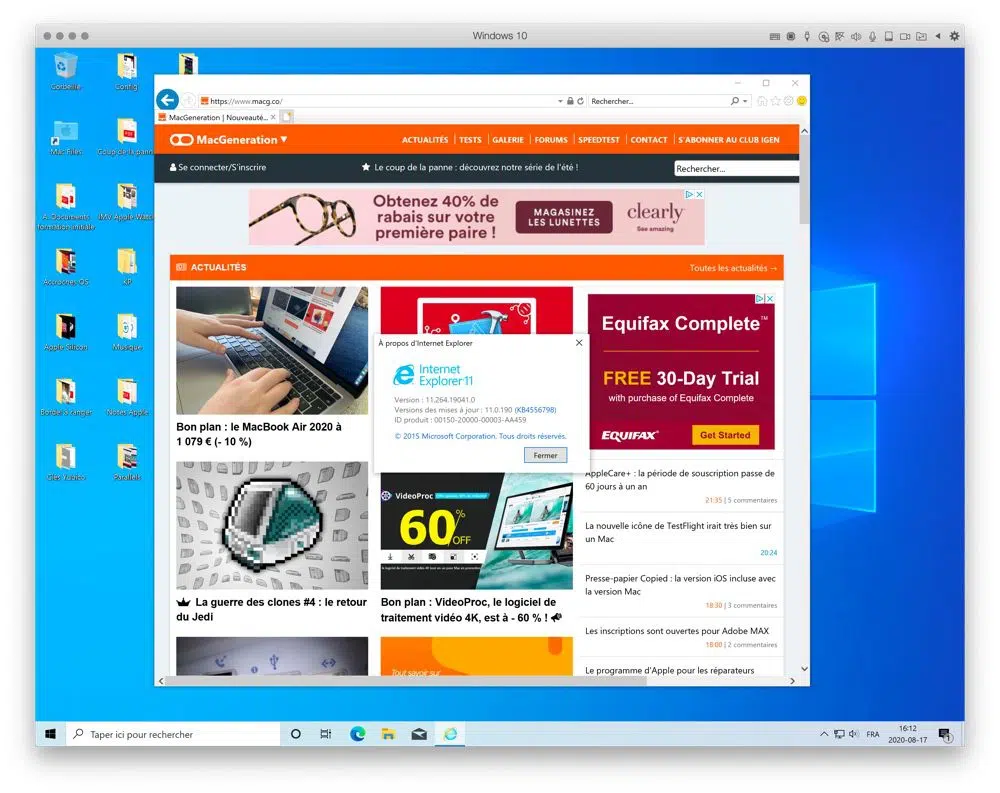 Windows 10
Corbeille
Config
Mac Files
Coup-de-la-pann
A. Documents
formation initiale
iMV Apple Watc
Accroches OS
KP
Apple Silicon
Musique
Border à ranger
Notes Apple
Clés Yubico
Parallels
https://www.macg.co/
Rechercher...
MacGeneration | Nouveauté...
MacGeneration
ACTUALITÉS
TESTS
GALERIE
FORUMS
SPEEDTEST
CONTACT
S'ABONNER AU CLUB IGEN
Se connecter/S'inscrire
Le coup de la panne : découvrez notre série de l'été !
Rechercher...
Obtenez 40% de
rabais sur votre
première paire !
MAGASINEZ
LES LUNETTES
clearly
See amazing
ACTUALITÉS
Toutes les actualités →
Bon plan : le MacBook Air 2020 à
1 079 € (- 10 %)
À propos d'Internet Explorer
Internet
Explorer11
Version : 11.264.19041.0
Versions des mises à jour : 11.0.190 (KB4556798)
ID produit : 00150-20000-00003-AA459
© 2015 Microsoft Corporation. Tous droits réservés.
Fermer
Equifax Complete™
FREE 30-Day Trial
with purchase of Equifax Complete
EQUIFAX
Get Started
AppleCare+ : la période de souscription passe de
60 jours à un an
21:35 | 5 commentaires
La nouvelle icône de TestFlight irait très bien sur
un Mac
20:24
Presse-papier Copied : la version iOS incluse avec
la version Mac
18:30 | 3 commentaires
Les inscriptions sont ouvertes pour Adobe MAX
18:00 | 2 commentaires
Le programme d'Apple pour les réparateurs
VideoProc
60% OFF
La guerre des clones #4 : le retour
du Jedi
Bon plan : VideoProc, le logiciel de
traitement vidéo 4K, est à - 60 % !
Tout savoir sur
Taper ici pour rechercher
FRA
16:12
2020-08-17
1